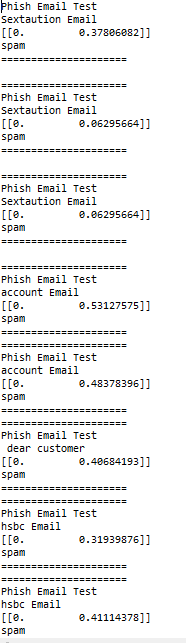 Phish Email Test
Sextaution Email
[[0.         0.37806082]]
spam
=====================
=====================
Phish Email Test
Sextaution Email
[[0.         0.06295664]]
spam
=====================
=====================
Phish Email Test
Sextaution Email
[[0.         0.06295664]]
spam
=====================
=====================
Phish Email Test
account Email
[[0.         0.53127575]]
spam
=====================
=====================
Phish Email Test
account Email
[[0.         0.48378396]]
spam
=====================
=====================
Phish Email Test
 dear customer
[[0.         0.40684193]]
spam
=====================
=====================
Phish Email Test
hsbc Email
[[0.         0.31939876]]
spam
=====================
=====================
Phish Email Test
hsbc Email
[[0.         0.41114378]]
spam